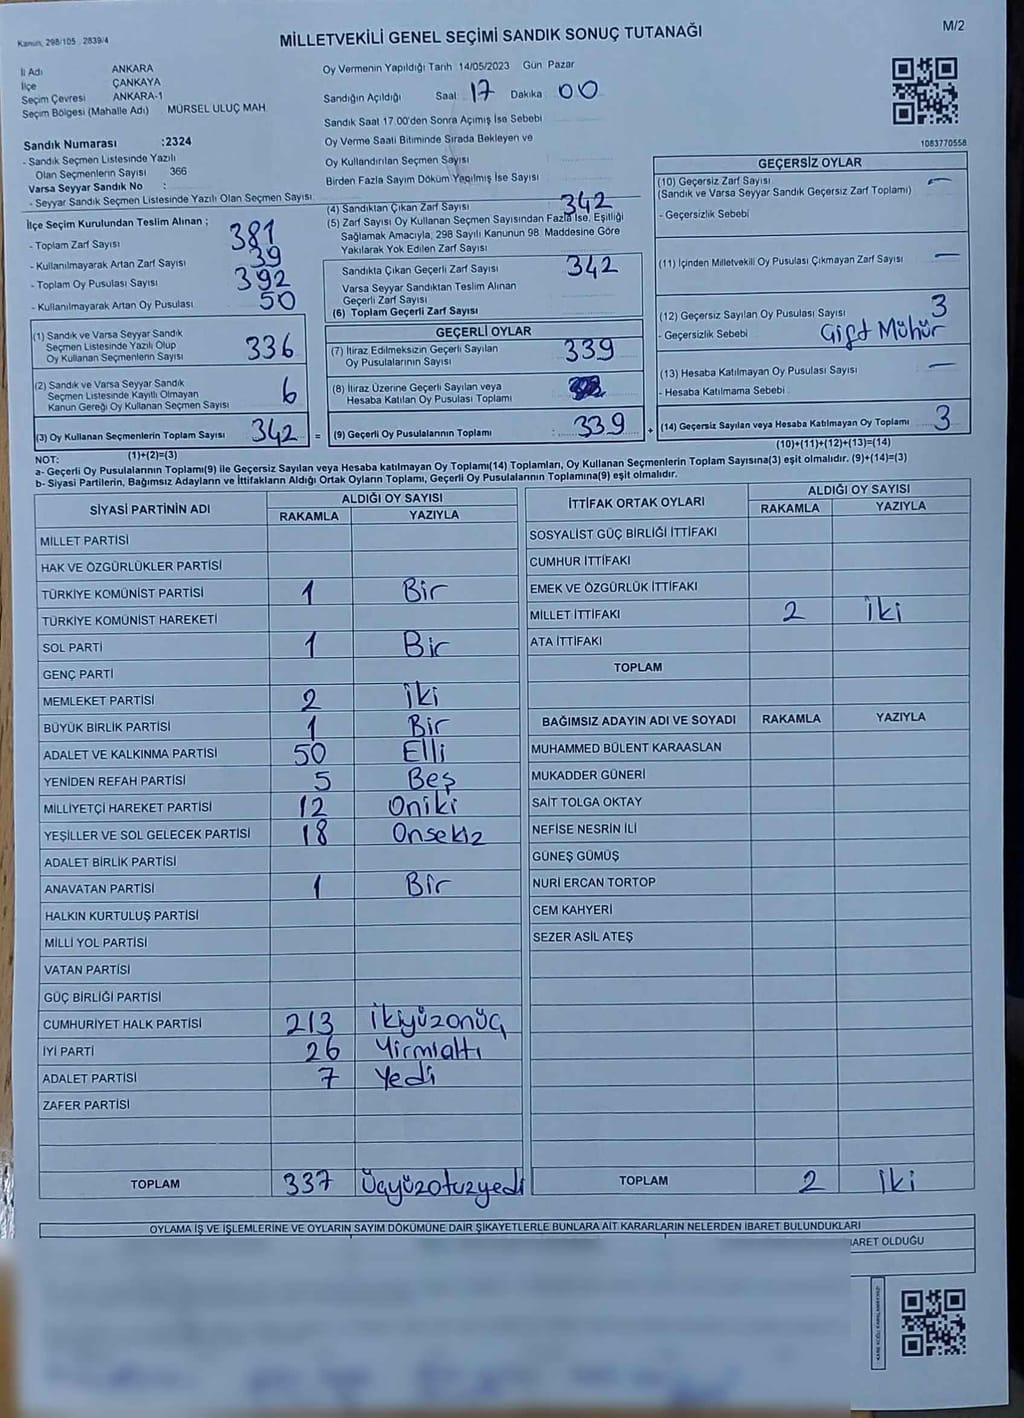 Kanun, 298/105 2839/4
MİLLETVEKİLİ GENEL SEÇİMİ SANDIK SONUÇ TUTANAĞI
M/2
İl Adı ANKARA
İlçe ÇANKAYA
Seçim Çevresi ANKARA-1
Seçim Bölgesi (Mahalle Adı) MÜRSEL ULUÇ MAH
Sandık Numarası :2324
- Sandık Seçmen Listesinde Yazılı
Olan Seçmenlerin Sayısı 366
Varsa Seyyar Sandık No :
- Seyyar Sandık Seçmen Listesinde Yazılı Olan Seçmen Sayısı
Oy Vermenin Yapıldığı Tarih 14/05/2023 Gün Pazar
Sandığın Açıldığı Saat 17 Dakika 00
Sandık Saat 17.00'den Sonra Açımış İse Sebebi
Oy Verme Saati Bitiminde Sırada Bekleyen ve
Oy Kullandırılan Seçmen Sayısı
Birden Fazla Sayım Döküm Yapılmış İse Sayısı
1083770558
İlçe Seçim Kurulundan Teslim Alınan ;
- Toplam Zarf Sayısı 381
- Kullanılmayarak Artan Zarf Sayısı 39
- Toplam Oy Pusulası Sayısı 392
- Kullanılmayarak Artan Oy Pusulası 50
(1) Sandık ve Varsa Seyyar Sandık
Seçmen Listesinde Yazılı Olup
Oy Kullanan Seçmenlerin Sayısı 336
(2) Sandık ve Varsa Seyyar Sandık
Seçmen Listesinde Kayıtlı Olmayan
Kanun Gereği Oy Kullanan Seçmen Sayısı 6
(3) Oy Kullanan Seçmenlerin Toplam Sayısı 342 =
(1)+(2)=(3)
(4) Sandıktan Çıkan Zarf Sayısı 342
(5) Zarf Sayısı Oy Kullanan Seçmen Sayısından Fazla İse, Eşitliği
Sağlamak Amacıyla, 298 Sayılı Kanunun 98. Maddesine Göre
Yakılarak Yok Edilen Zarf Sayısı
Sandıkta Çıkan Geçerli Zarf Sayısı 342
Varsa Seyyar Sandıktan Teslim Alınan
Geçerli Zarf Sayısı
(6) Toplam Geçerli Zarf Sayısı
GEÇERLİ OYLAR
(7) İtiraz Edilmeksizin Geçerli Sayılan
Oy Pusulalarının Sayısı 339
(8) İtiraz Üzerine Geçerli Sayılan veya
Hesaba Katılan Oy Pusulası Toplamı
(9) Geçerli Oy Pusulalarının Toplamı : 339 +
GEÇERSİZ OYLAR
(10) Geçersiz Zarf Sayısı —
(Sandık ve Varsa Seyyar Sandık Geçersiz Zarf Toplamı)
- Geçersizlik Sebebi
(11) İçinden Milletvekili Oy Pusulası Çıkmayan Zarf Sayısı —
(12) Geçersiz Sayılan Oy Pusulası Sayısı 3
- Geçersizlik Sebebi Çift Mühür
(13) Hesaba Katılmayan Oy Pusulası Sayısı —
- Hesaba Katılmama Sebebi
(14) Geçersiz Sayılan veya Hesaba Katılmayan Oy Toplamı 3
(10)+(11)+(12)+(13)=(14)
NOT:
a- Geçerli Oy Pusulalarının Toplamı(9) ile Geçersiz Sayılan veya Hesaba katılmayan Oy Toplamı(14) Toplamları, Oy Kullanan Seçmenlerin Toplam Sayısına(3) eşit olmalıdır. (9)+(14)=(3)
b- Siyasi Partilerin, Bağımsız Adayların ve İttifakların Aldığı Ortak Oyların Toplamı, Geçerli Oy Pusulalarının Toplamına(9) eşit olmalıdır.
SİYASİ PARTİNİN ADI
ALDIĞI OY SAYISI
RAKAMLA YAZIYLA
MİLLET PARTİSİ
HAK VE ÖZGÜRLÜKLER PARTİSİ
TÜRKİYE KOMÜNİST PARTİSİ 1 Bir
TÜRKİYE KOMÜNİST HAREKETİ
SOL PARTİ 1 Bir
GENÇ PARTİ
MEMLEKET PARTİSİ 2 İki
BÜYÜK BİRLİK PARTİSİ 1 Bir
ADALET VE KALKINMA PARTİSİ 50 Elli
YENİDEN REFAH PARTİSİ 5 Beş
MİLLİYETÇİ HAREKET PARTİSİ 12 Oniki
YEŞİLLER VE SOL GELECEK PARTİSİ 18 Onsekiz
ADALET BİRLİK PARTİSİ
ANAVATAN PARTİSİ 1 Bir
HALKIN KURTULUŞ PARTİSİ
MİLLİ YOL PARTİSİ
VATAN PARTİSİ
GÜÇ BİRLİĞİ PARTİSİ
CUMHURİYET HALK PARTİSİ 213 İkiyüzonüç
İYİ PARTİ 26 Yirmialtı
ADALET PARTİSİ 7 Yedi
ZAFER PARTİSİ
TOPLAM 337 Üçyüzotuzyedi
İTTİFAK ORTAK OYLARI
ALDIĞI OY SAYISI
RAKAMLA YAZIYLA
SOSYALİST GÜÇ BİRLİĞİ İTTİFAKI
CUMHUR İTTİFAKI
EMEK VE ÖZGÜRLÜK İTTİFAKI
MİLLET İTTİFAKI 2 İki
ATA İTTİFAKI
TOPLAM
BAĞIMSIZ ADAYIN ADI VE SOYADI RAKAMLA YAZIYLA
MUHAMMED BÜLENT KARAASLAN
MUKADDER GÜNERİ
SAİT TOLGA OKTAY
NEFİSE NESRİN İLİ
GÜNEŞ GÜMÜŞ
NURİ ERCAN TORTOP
CEM KAHYERİ
SEZER ASİL ATEŞ
TOPLAM 2 İki
OYLAMA İŞ VE İŞLEMLERİNE VE OYLARIN SAYIM DÖKÜMÜNE DAİR ŞİKAYETLERLE BUNLARA AİT KARARLARIN NELERDEN İBARET BULUNDUKLARI
BARET OLDUĞU